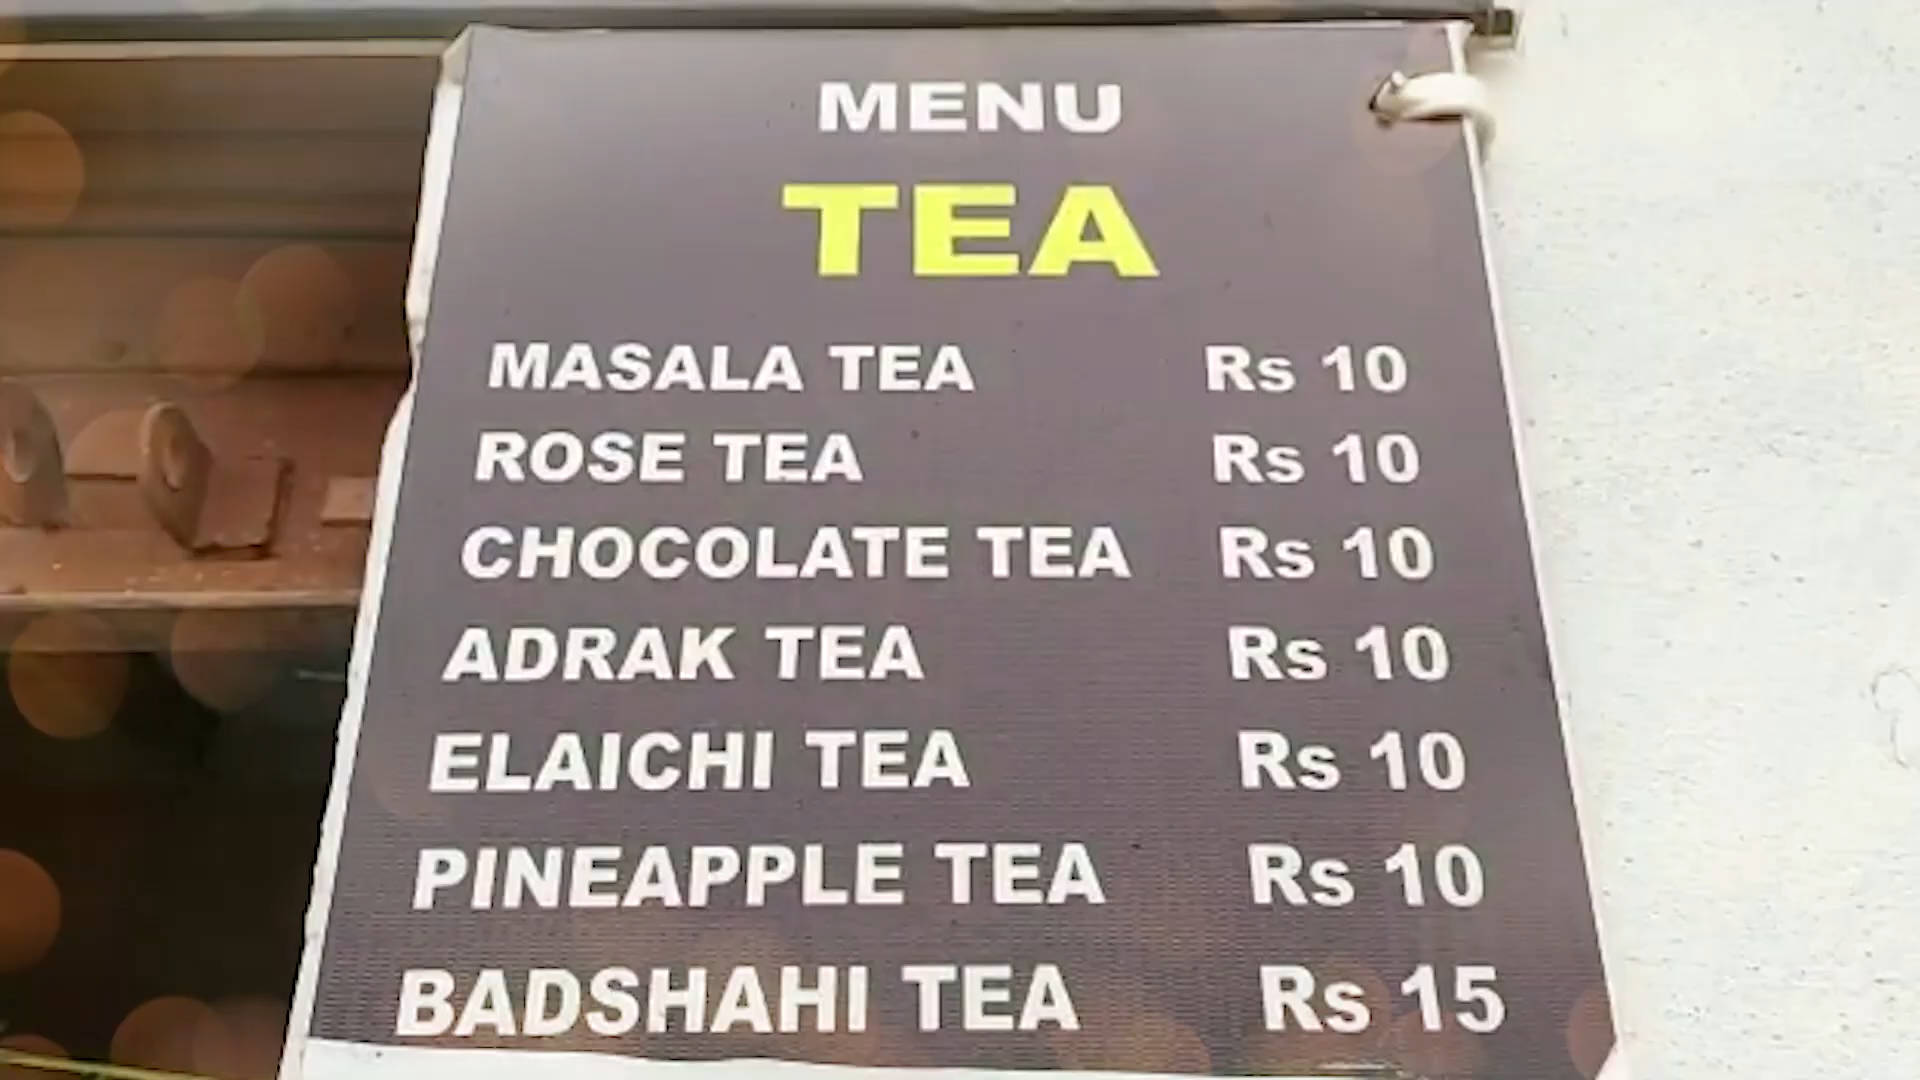 MENU
TEA
MASALA TEA Rs 10
ROSE TEA Rs 10
CHOCOLATE TEA Rs 10
ADRAK TEA Rs 10
ELAICHI TEA Rs 10
PINEAPPLE TEA Rs 10
BADSHAHI TEA Rs 15